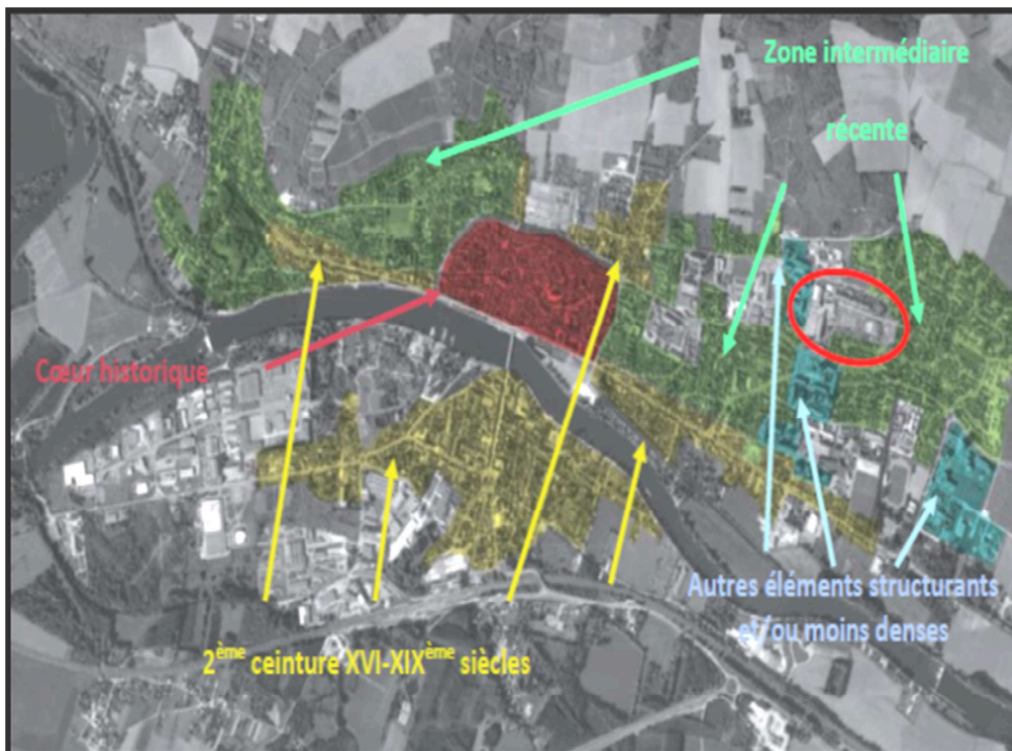 Zone intermédiaire
récente
Cœur historique
Autres éléments structurants
et/ou moins denses
2ème ceinture XVI-XIXème siècles